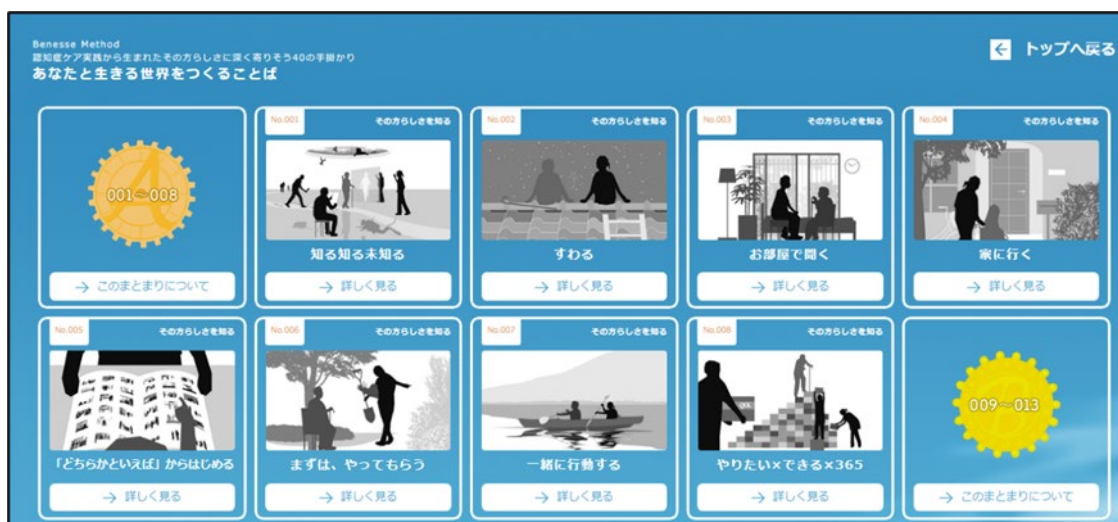 Benesse Method
認知症ケア実践から生まれたその方らしさに深く寄りそう40の手掛かり
あなたと生きる世界をつくることば
← トップへ戻る
001〜008
→ このまとまりについて
No.001 その方らしさを知る
知る知る未知る
→ 詳しく見る
No.002 その方らしさを知る
すわる
→ 詳しく見る
No.003 その方らしさを知る
お部屋で聞く
→ 詳しく見る
No.004 その方らしさを知る
家に行く
→ 詳しく見る
No.005 その方らしさを知る
「どちらかといえば」からはじめる
→ 詳しく見る
No.006 その方らしさを知る
まずは、やってもらう
→ 詳しく見る
No.007 その方らしさを知る
一緒に行動する
→ 詳しく見る
No.008 その方らしさを知る
やりたい×できる×365
→ 詳しく見る
009〜013
→ このまとまりについて